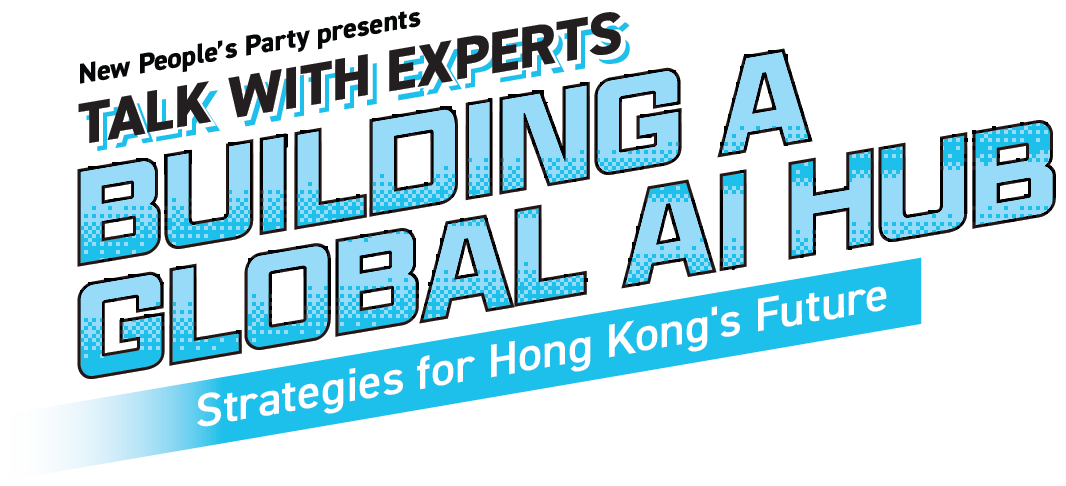 New People's Party presents
TALK WITH EXPERTS
BUILDING A
GLOBAL AI HUB
Strategies for Hong Kong's Future